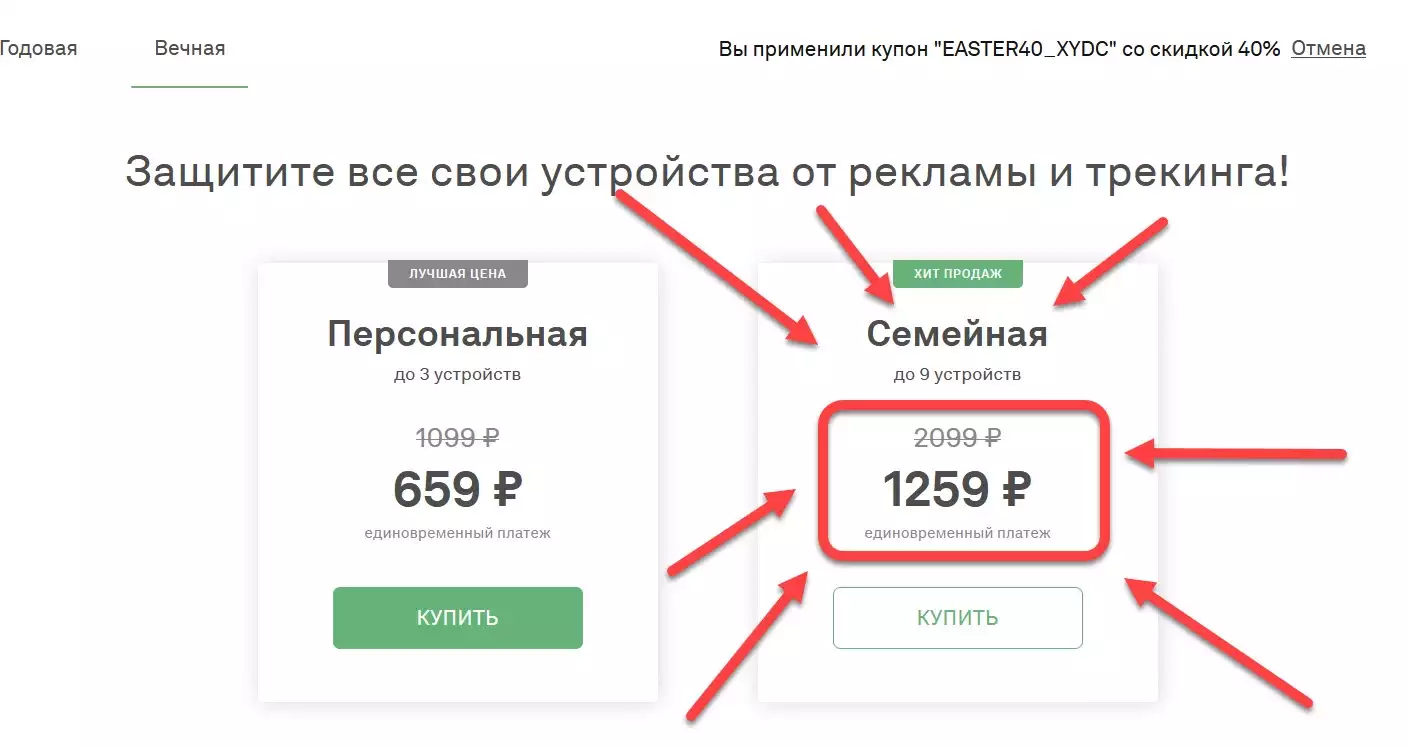 Годовая
Вечная
Вы применили купон "EASTER40_XYDC" со скидкой 40% Отмена
Защитите все свои устройства от рекламы и трекинга!
ЛУЧШАЯ ЦЕНА
Персональная
до 3 устройств
1099 ₽
659 ₽
единовременный платеж
КУПИТЬ
ХИТ ПРОДАЖ
Семейная
до 9 устройств
2099 ₽
1259 ₽
единовременный платеж
КУПИТЬ